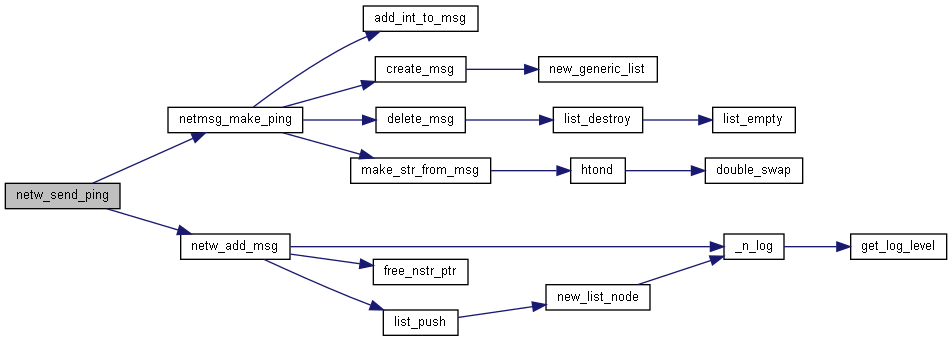 add_int_to_msg
create_msg
new_generic_list
netmsg_make_ping
delete_msg
list_destroy
list_empty
make_str_from_msg
htond
double_swap
netw_send_ping
netw_add_msg
_n_log
get_log_level
free_nstr_ptr
new_list_node
list_push